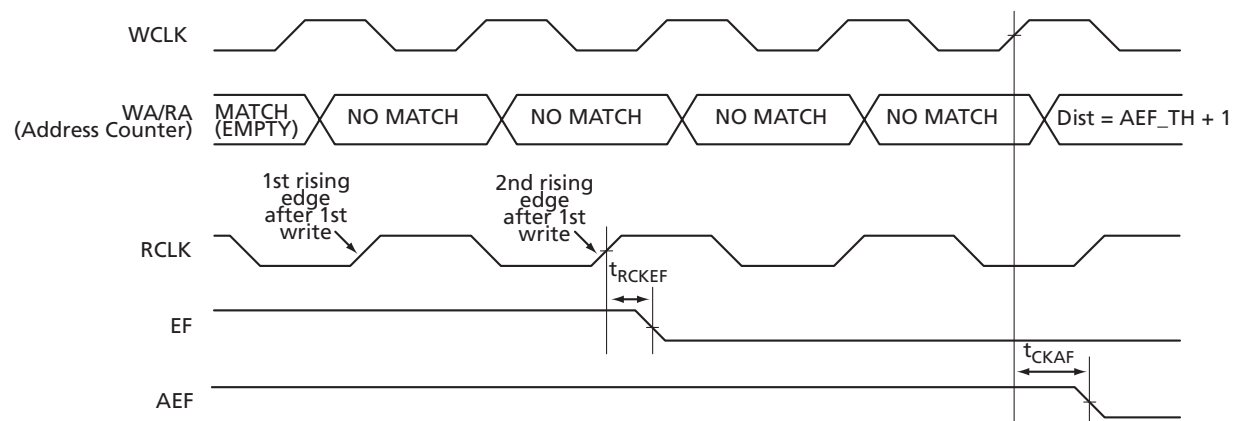 WCLK
WA/RA
(Address Counter)
MATCH
(EMPTY)
NO MATCH
NO MATCH
NO MATCH
NO MATCH
Dist = AEF_TH + 1
1st rising
edge
after 1st
write
2nd rising
edge
after 1st
write
RCLK
tRCKEF
EF
tCKAF
AEF